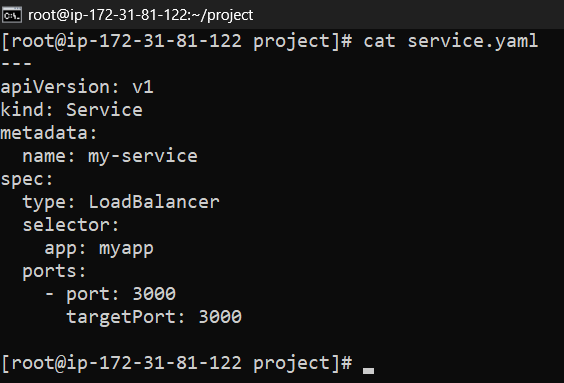 root@ip-172-31-81-122:~/project
[root@ip-172-31-81-122 project]# cat service.yaml
---
apiVersion: v1
kind: Service
metadata:
  name: my-service
spec:
  type: LoadBalancer
  selector:
    app: myapp
  ports:
    - port: 3000
      targetPort: 3000
[root@ip-172-31-81-122 project]#